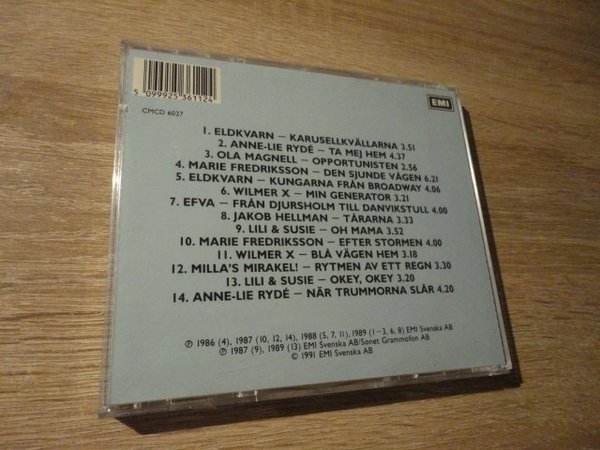 5 099925 361124
CMCD 6027
EMI
1. ELDKVARN – KARUSELLKVÄLLARNA 3.51
2. ANNE-LIE RYDÉ – TA MEJ HEM 4.37
3. OLA MAGNELL – OPPORTUNISTEN 2.56
4. MARIE FREDRIKSSON – DEN SJUNDE VÅGEN 6.21
5. ELDKVARN – KUNGARNA FRÅN BROADWAY 4.06
6. WILMER X – MIN GENERATOR 3.21
7. EFVA – FRÅN DJURSHOLM TILL DANVIKSTULL 4.00
8. JAKOB HELLMAN – TÅRARNA 3.33
9. LILI & SUSIE – OH MAMA 3.52
10. MARIE FREDRIKSSON – EFTER STORMEN 4.00
11. WILMER X – BLÅ VÄGEN HEM 3.18
12. MILLA'S MIRAKEL! – RYTMEN AV ETT REGN 3.30
13. LILI & SUSIE – OKEY, OKEY 3.20
14. ANNE-LIE RYDÉ – NÄR TRUMMORNA SLÅR 4.20
℗ 1986 (4), 1987 (10, 12, 14), 1988 (5, 7, 11), 1989 (1–3, 6, 8) EMI Svenska AB
℗ 1987 (9), 1989 (13) EMI Svenska AB/Sonet Grammofon AB
© 1991 EMI Svenska AB